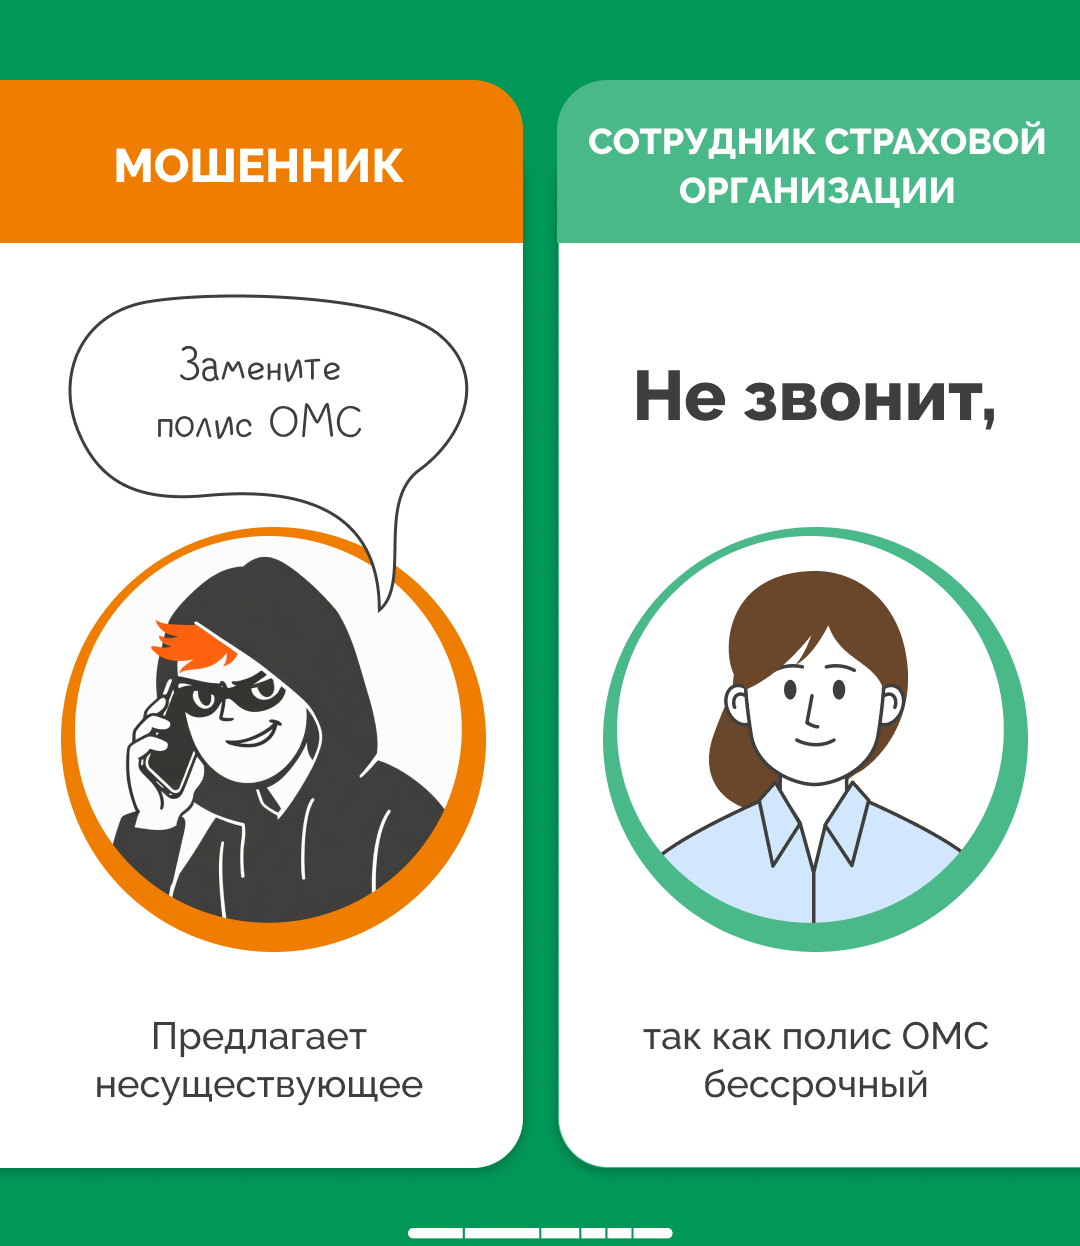 МОШЕННИК
Замените
полис ОМС
Предлагает
несуществующее
СОТРУДНИК СТРАХОВОЙ
ОРГАНИЗАЦИИ
Не звонит,
так как полис ОМС
бессрочный